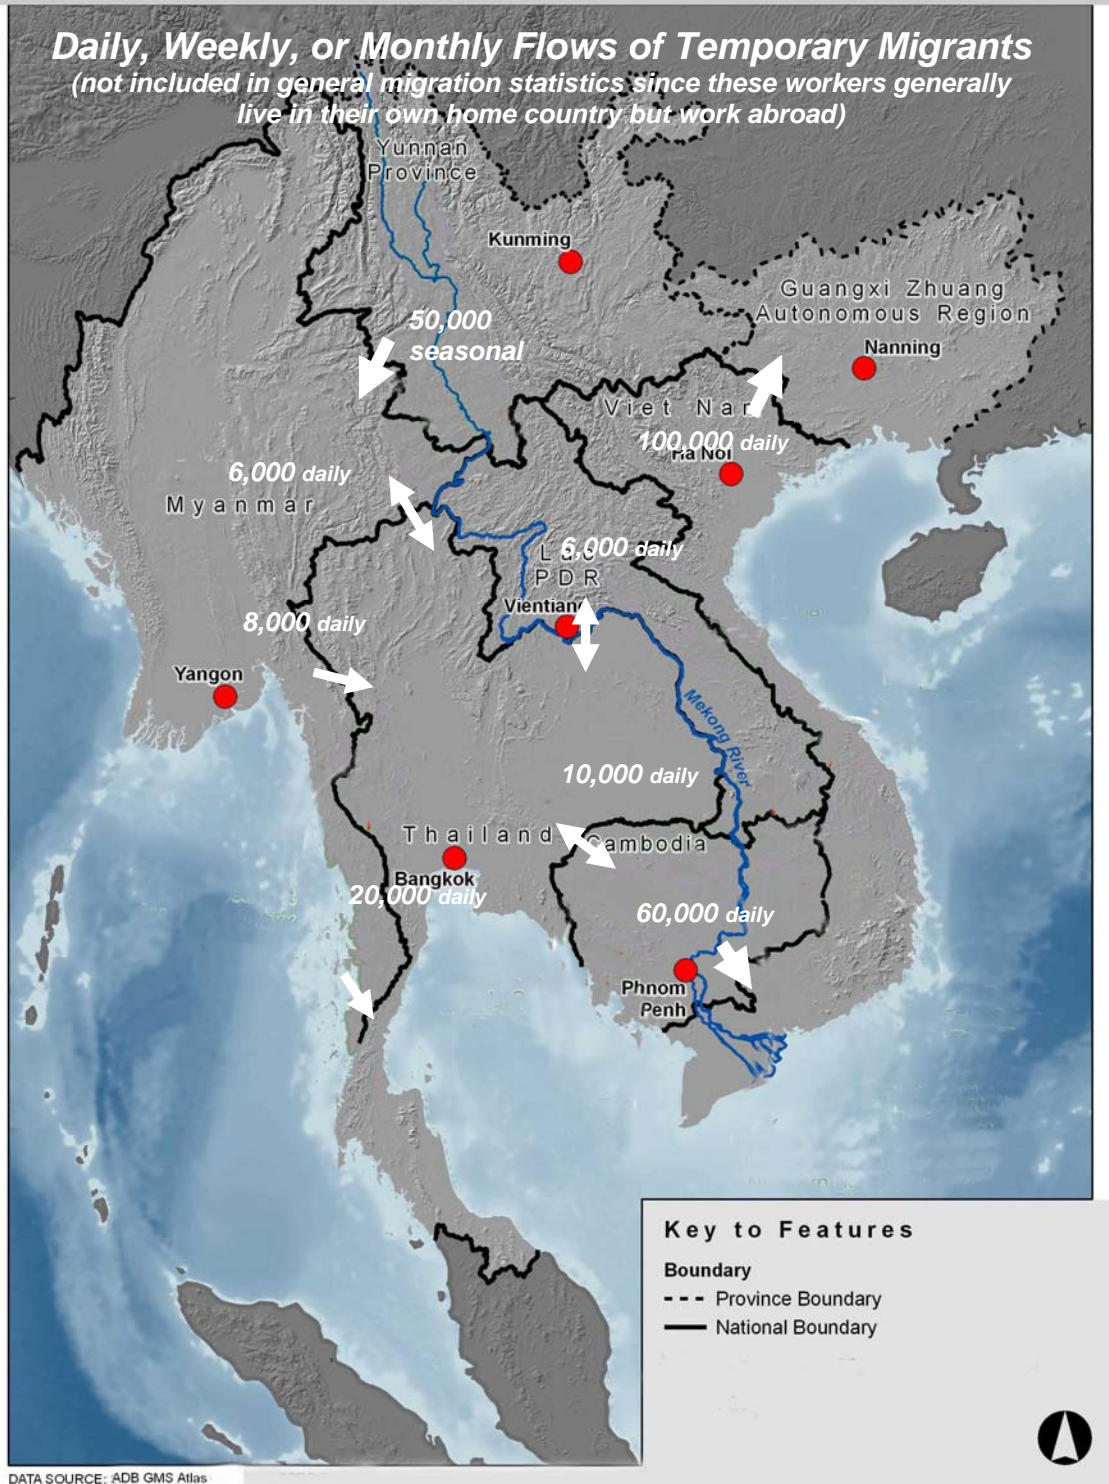 Daily, Weekly, or Monthly Flows of Temporary Migrants
(not included in general migration statistics since these workers generally
live in their own home country but work abroad)
Yunnan
Province
Kunming
Guangxi Zhuang
Autonomous Region
50,000
seasonal
Nanning
Viet Nam
100,000 daily
Ha Noi
6,000 daily
Myanmar
6,000 daily
Lao
PDR
Vientiane
8,000 daily
Yangon
Mekong River
10,000 daily
Thailand
Cambodia
Bangkok
20,000 daily
60,000 daily
Phnom
Penh
Key to Features
Boundary
Province Boundary
National Boundary
DATA SOURCE: ADB GMS Atlas